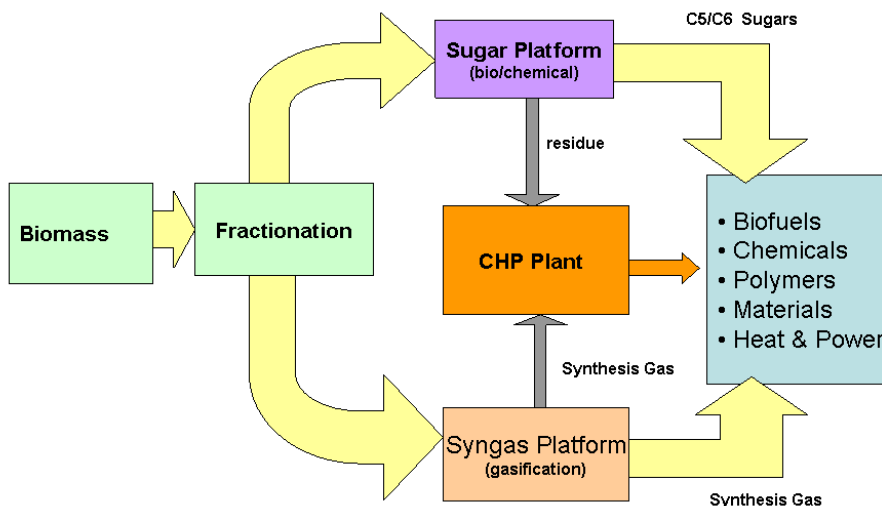 C5/C6 Sugars
Sugar Platform
(bio/chemical)
residue
Biomass
Fractionation
CHP Plant
• Biofuels
• Chemicals
• Polymers
• Materials
• Heat & Power
Synthesis Gas
Syngas Platform
(gasification)
Synthesis Gas